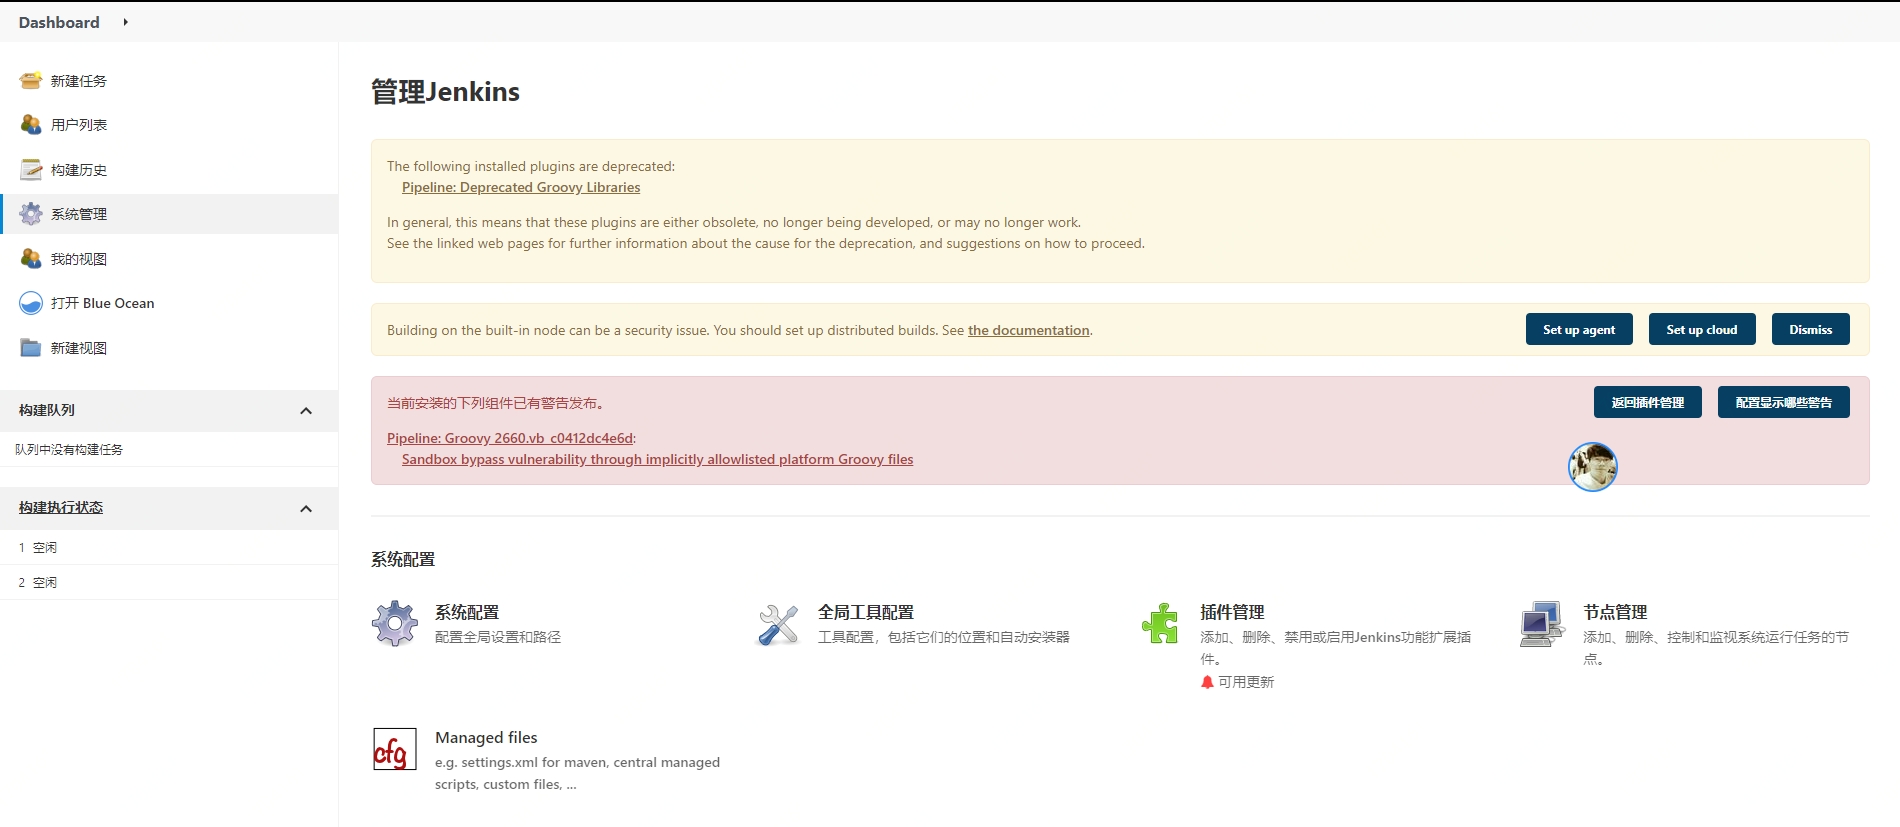 Dashboard
新建任务
用户列表
构建历史
系统管理
我的视图
打开 Blue Ocean
新建视图
构建队列
队列中没有构建任务
构建执行状态
1 空闲
2 空闲
管理Jenkins
The following installed plugins are deprecated:
Pipeline: Deprecated Groovy Libraries
In general, this means that these plugins are either obsolete, no longer being developed, or may no longer work.
See the linked web pages for further information about the cause for the deprecation, and suggestions on how to proceed.
Building on the built-in node can be a security issue. You should set up distributed builds. See the documentation.
Set up agent
Set up cloud
Dismiss
当前安装的下列组件已有警告发布。
返回插件管理
配置显示哪些警告
Pipeline: Groovy 2660.vb_c0412dc4e6d:
Sandbox bypass vulnerability through implicitly allowlisted platform Groovy files
系统配置
系统配置
配置全局设置和路径
全局工具配置
工具配置，包括它们的位置和自动安装器
插件管理
添加、删除、禁用或启用Jenkins功能扩展插
件。
可用更新
节点管理
添加、删除、控制和监视系统运行任务的节
点。
cfg
Managed files
e.g. settings.xml for maven, central managed
scripts, custom files, ...